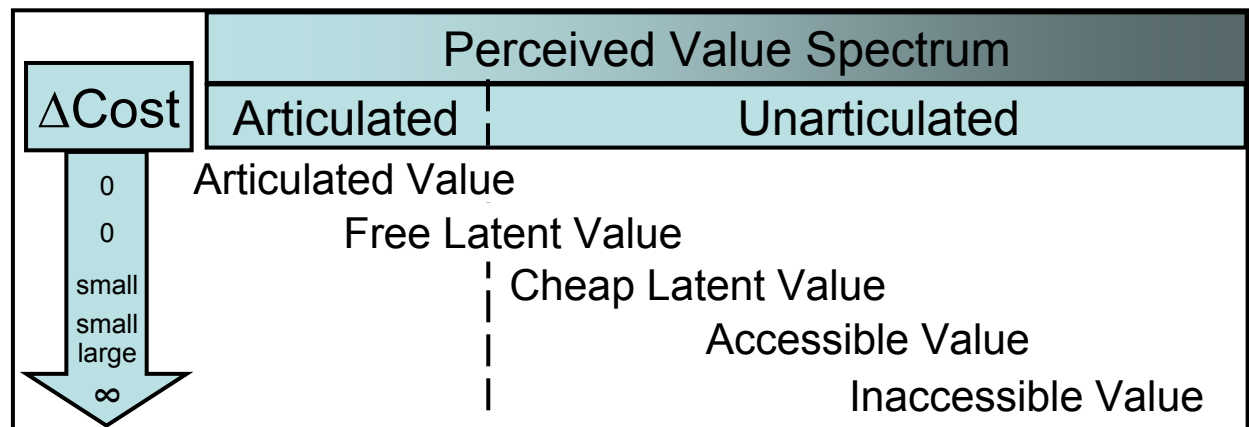 Perceived Value Spectrum
ΔCost
Articulated
Unarticulated
0
Articulated Value
0
Free Latent Value
small
Cheap Latent Value
small
large
Accessible Value
∞
Inaccessible Value